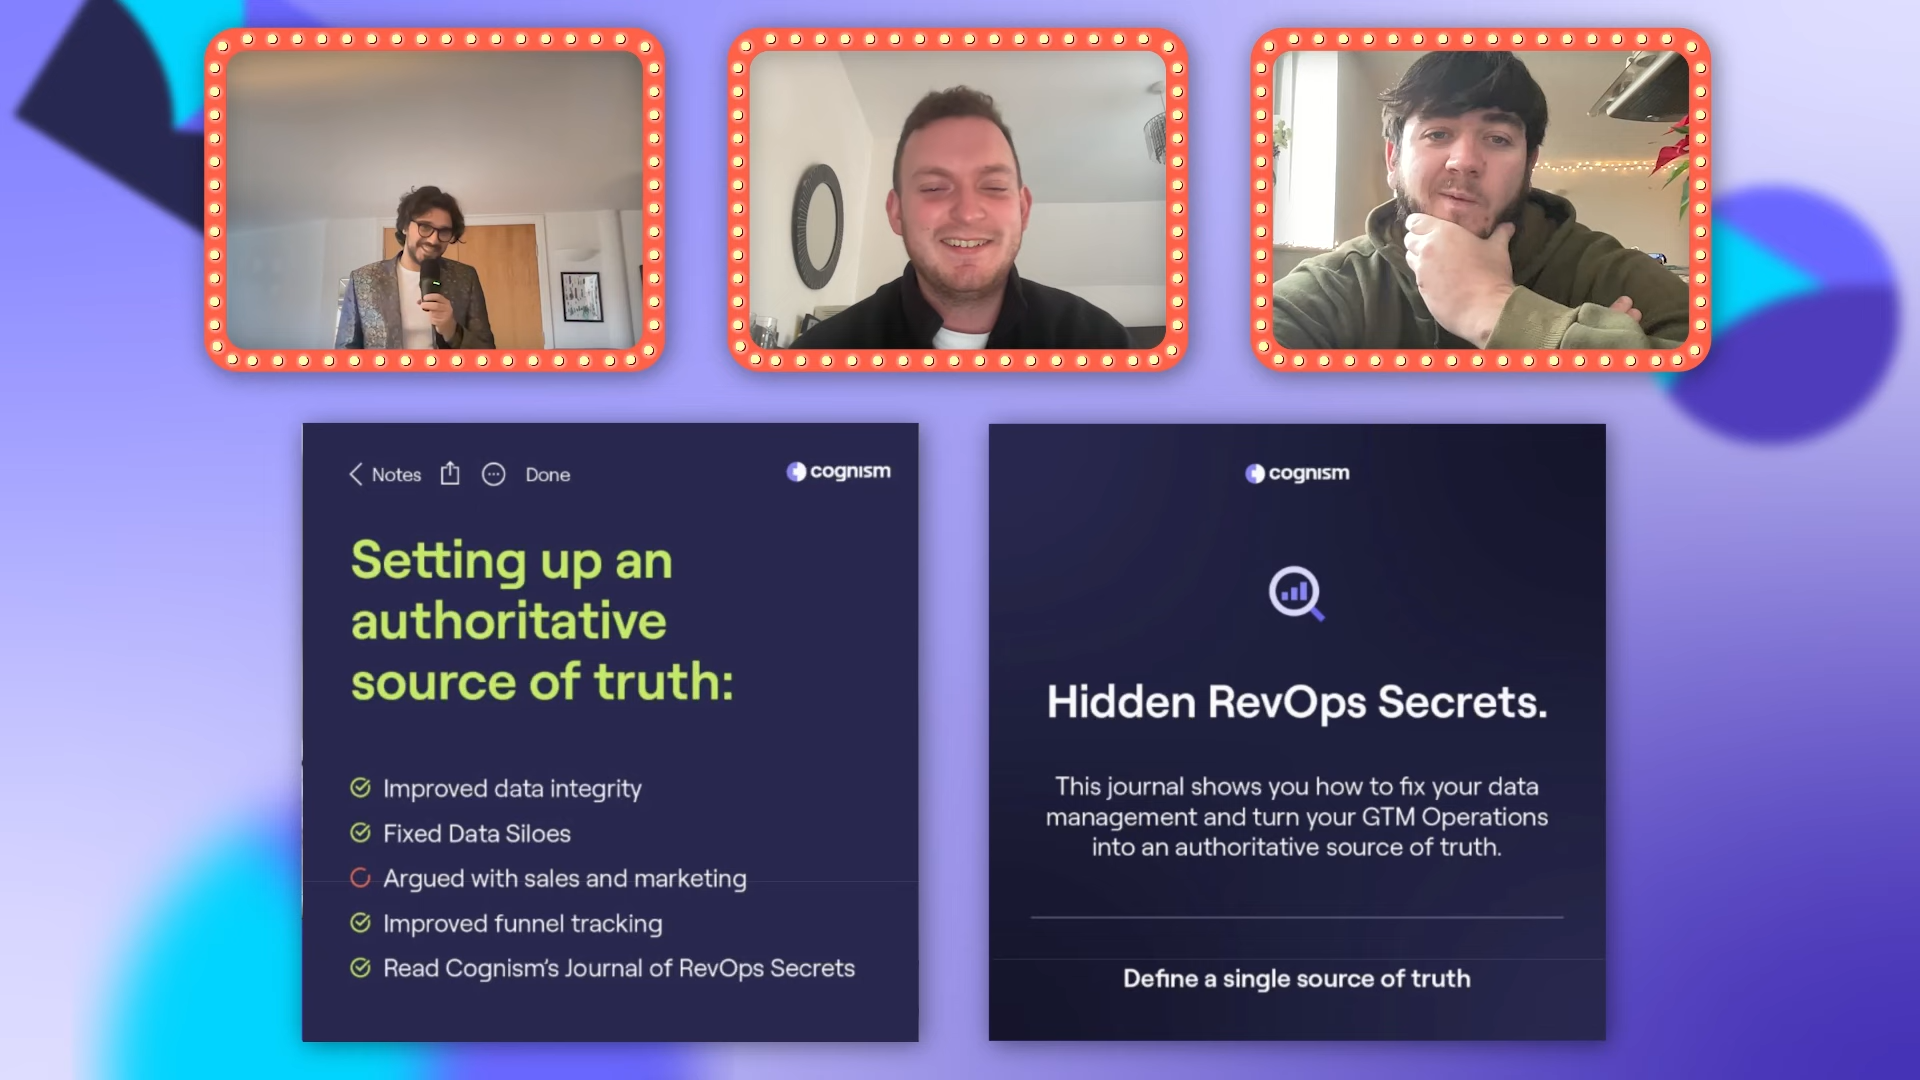 Notes
Done
cognism
Setting up an
authoritative
source of truth:
Improved data integrity
Fixed Data Siloes
Argued with sales and marketing
Improved funnel tracking
Read Cognism's Journal of RevOps Secrets
cognism
Hidden RevOps Secrets.
This journal shows you how to fix your data
management and turn your GTM Operations
into an authoritative source of truth.
Define a single source of truth